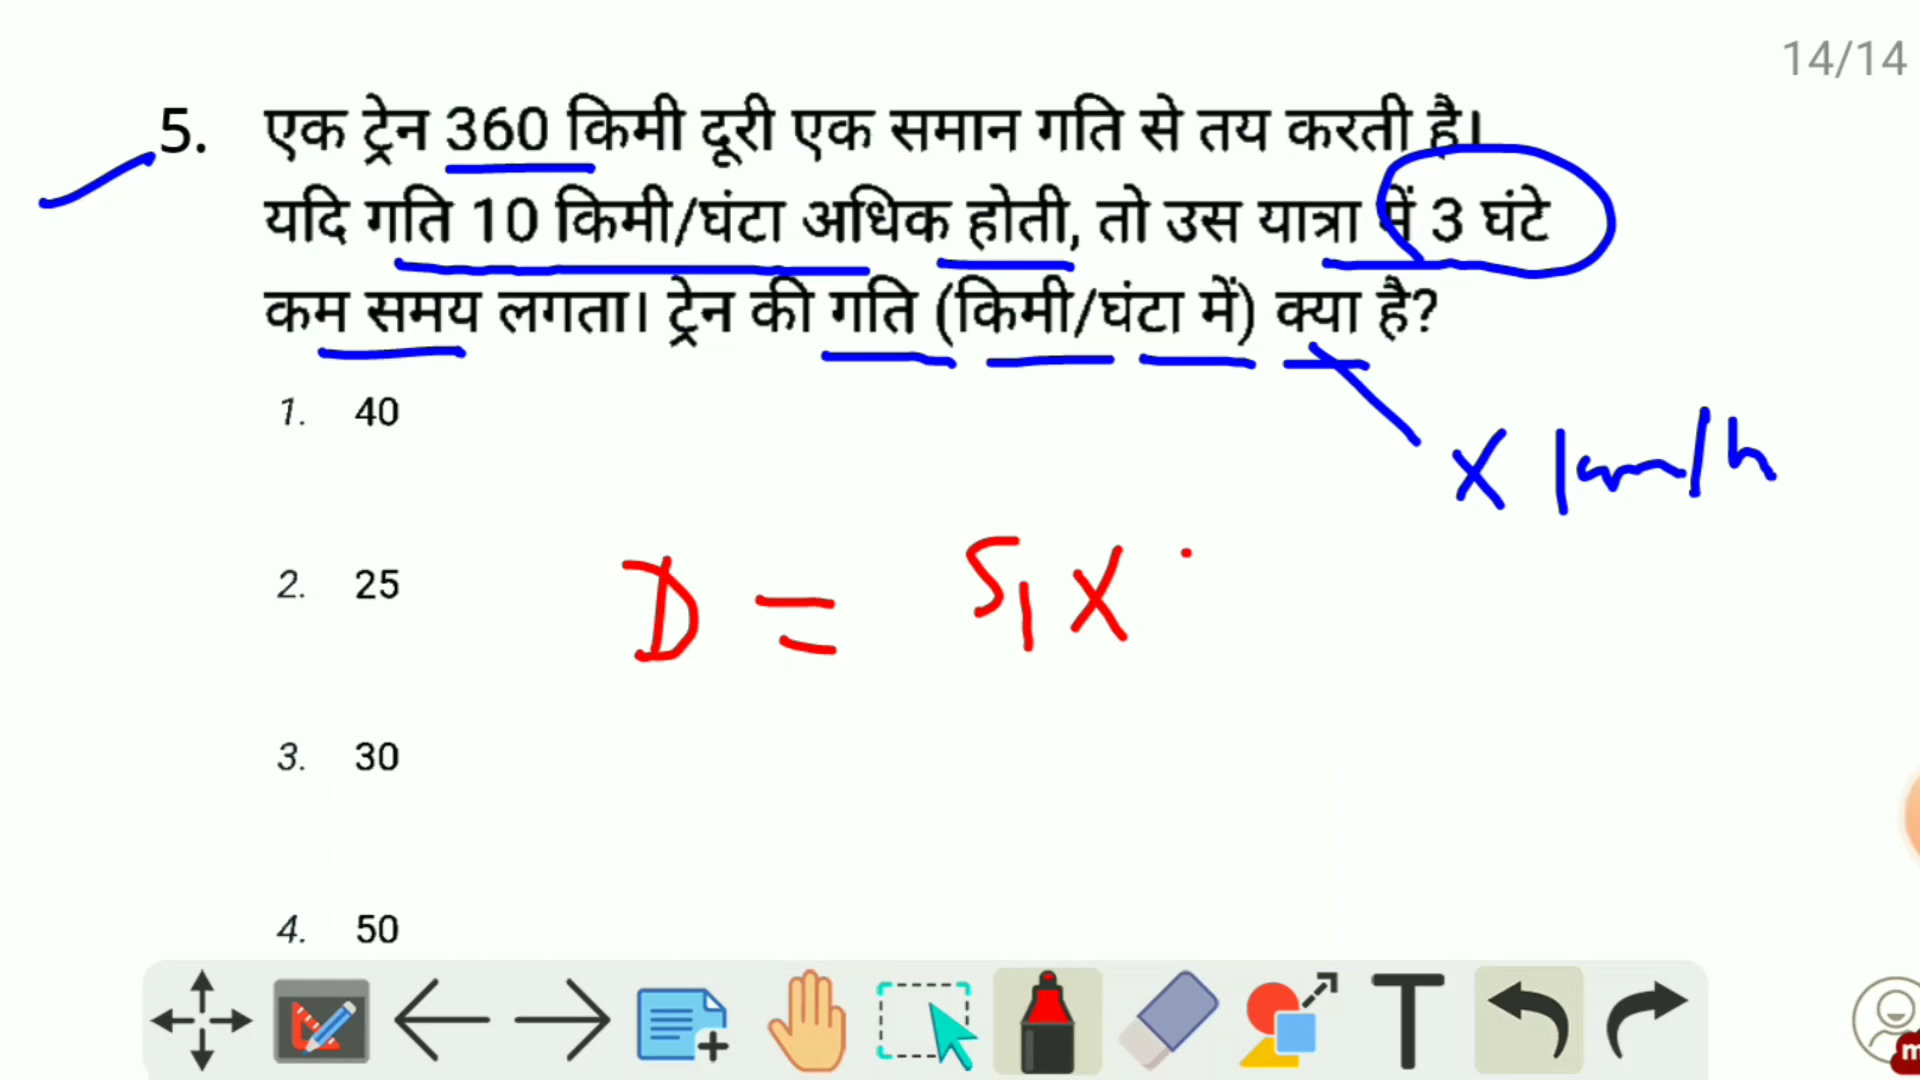 14/14
5. एक ट्रेन 360 किमी दूरी एक समान गति से तय करती है।
यदि गति 10 किमी/घंटा अधिक होती, तो उस यात्रा में 3 घंटे
कम समय लगता। ट्रेन की गति (किमी/घंटा में) क्या है?
1. 40
x km/h
D = S1 x
2. 25
3. 30
4. 50
T
m